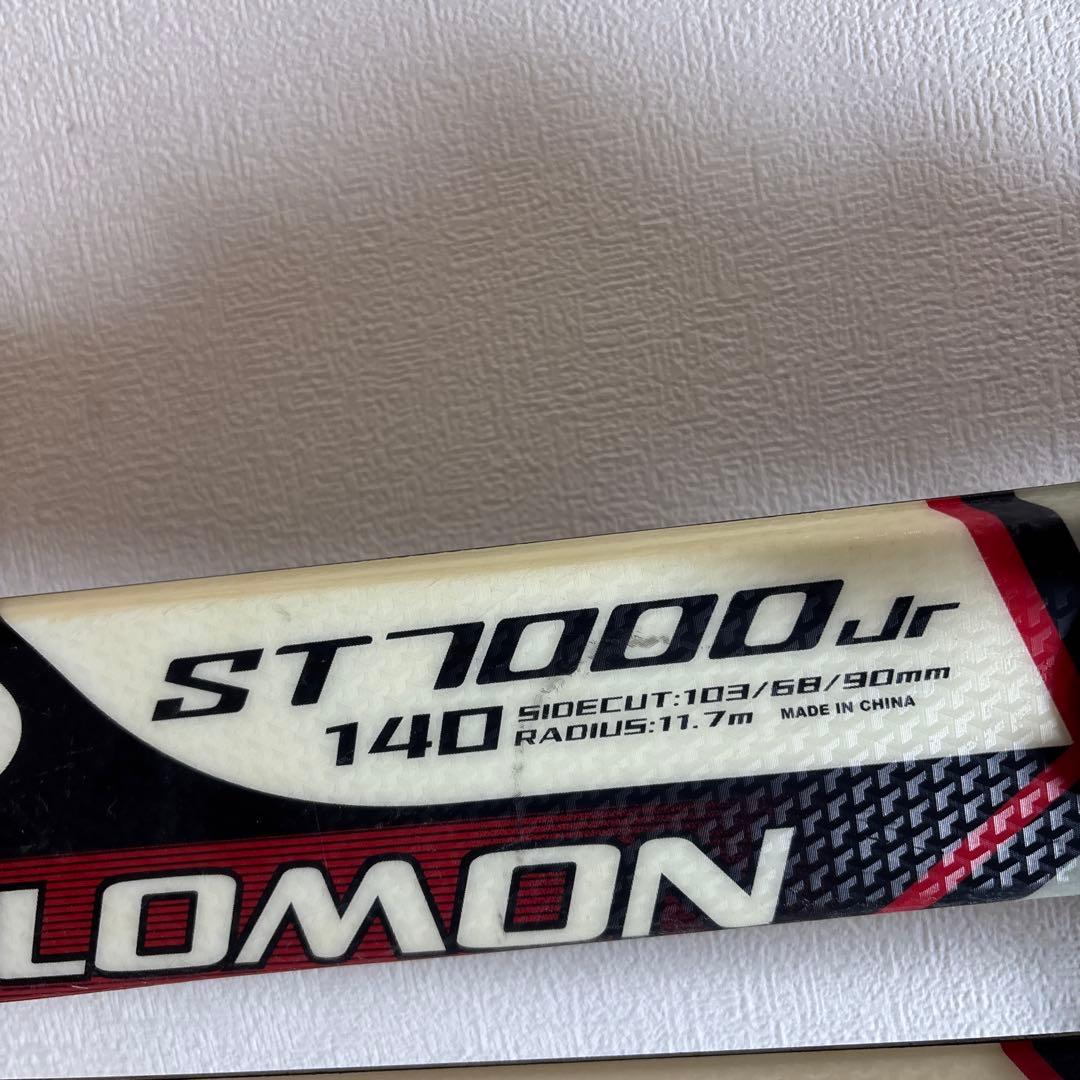 ST7000Jr
140 SIDECUT:103/68/90mm
RADIUS:11.7m MADE IN CHINA
LOMON